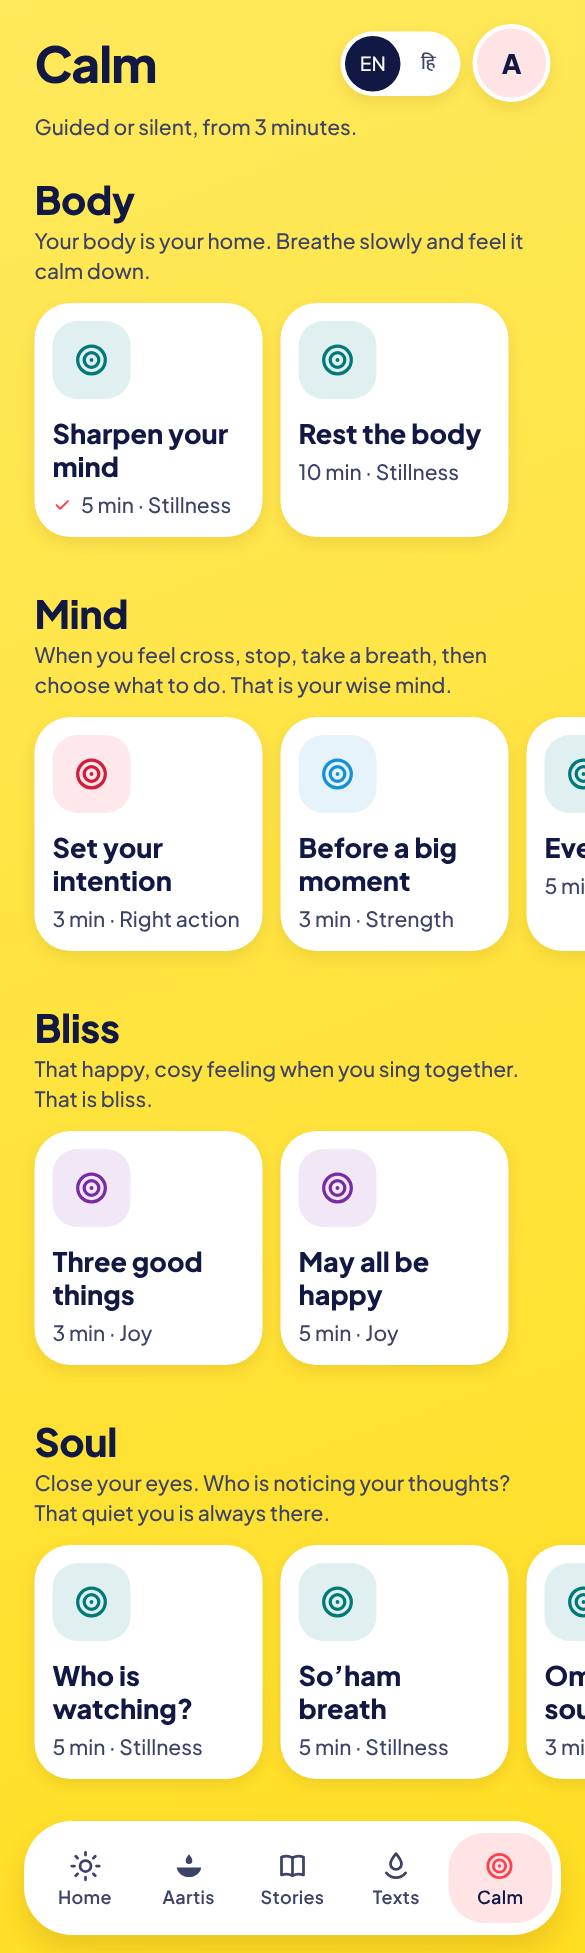 Calm
EN
हि
A
Guided or silent, from 3 minutes.
Body
Your body is your home. Breathe slowly and feel it
calm down.
Sharpen your
mind
5 min · Stillness
Rest the body
10 min · Stillness
Mind
When you feel cross, stop, take a breath, then
choose what to do. That is your wise mind.
Set your
intention
3 min · Right action
Before a big
moment
3 min · Strength
5
Bliss
That happy, cosy feeling when you sing together.
That is bliss.
Three good
things
3 min · Joy
May all be
happy
5 min · Joy
Soul
Close your eyes. Who is noticing your thoughts?
That quiet you is always there.
Who is
watching?
5 min · Stillness
So’ham
breath
5 min · Stillness
3
Home
Aartis
Stories
Texts
Calm